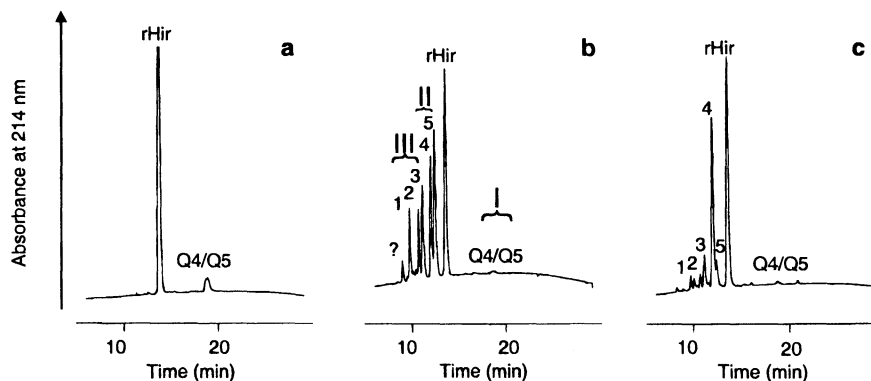 Absorbance at 214 nm
a
rHir
Q4/Q5
10
20
Time (min)
b
rHir
II
5
III
4
3
2
1
I
?
Q4/Q5
10
20
Time (min)
c
rHir
4
3
5
1 2
Q4/Q5
10
20
Time (min)